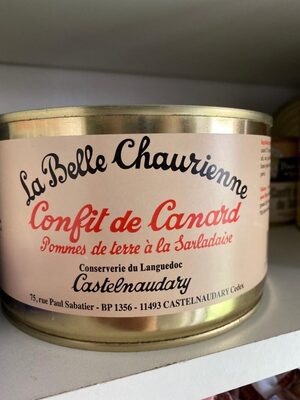 La Belle Chaurienne
Confit de Canard
Pommes de terre à la Sarladaise
Conserverie du Languedoc
Castelnaudary
75, rue Paul Sabatier - BP 1356 - 11493 CASTELNAUDARY Cedex